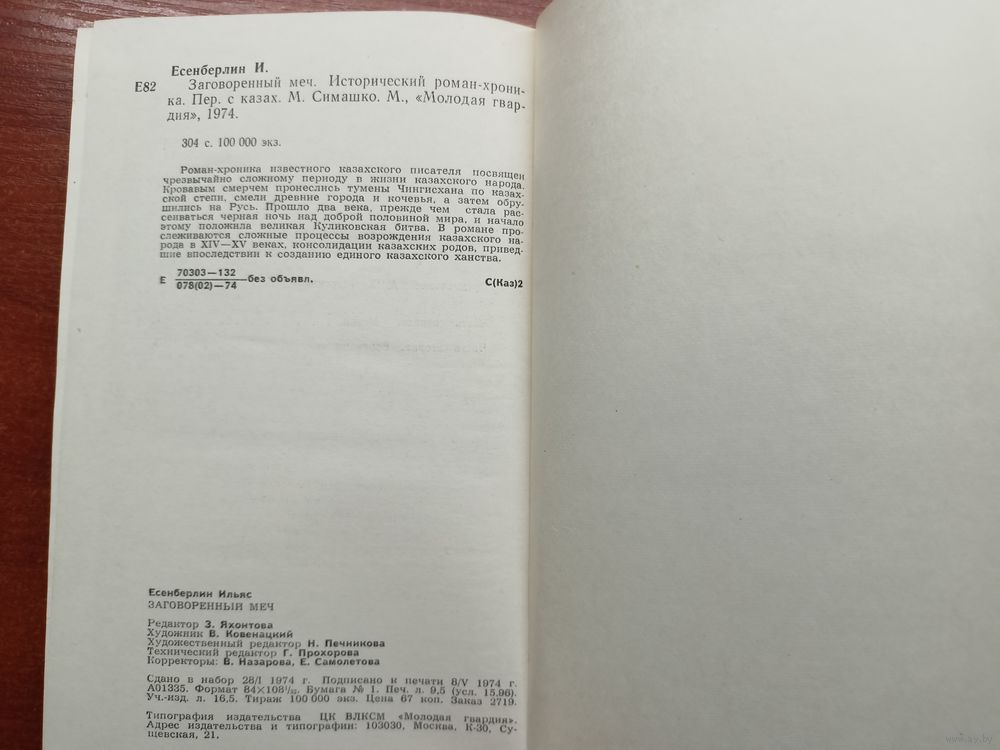 Есенберлин И.
Е82 Заговоренный меч. Исторический роман-хрони-
ка. Пер. с казах. М. Симашко. М., «Молодая гвар-
дия», 1974.
304 с. 100 000 экз.
Роман-хроника известного казахского писателя посвящен
чрезвычайно сложному периоду в жизни казахского народа.
Кровавым смерчем пронеслись тумены Чингисхана по казах-
ской степи, смели древние города и кочевья, а затем обру-
шились на Русь. Прошло два века, прежде чем стала рас-
сеиваться черная ночь над доброй половиной мира, и начало
этому положила великая Куликовская битва. В романе про-
слеживаются сложные процессы возрождения казахского на-
рода в XIV—XV веках, консолидации казахских родов, привед-
шие впоследствии к созданию единого казахского ханства.
70303—132
Е без объявл. С(Каз)2
078(02)—74
Есенберлин Ильяс
ЗАГОВОРЕННЫЙ МЕЧ
Редактор З. Яхонтова
Художник В. Ковенацкий
Художественный редактор Н. Печникова
Технический редактор Г. Прохорова
Корректоры: В. Назарова, Е. Самолетова
Сдано в набор 28/I 1974 г. Подписано к печати 8/V 1974 г.
А01335. Формат 84×108¹/₃₂. Бумага № 1. Печ. л. 9,5 (усл. 15,96).
Уч.-изд. л. 16,5. Тираж 100 000 экз. Цена 67 коп. Заказ 2719.
Типография издательства ЦК ВЛКСМ «Молодая гвардия».
Адрес издательства и типографии: 103030, Москва, К-30, Су-
щевская, 21.
www.ay.by